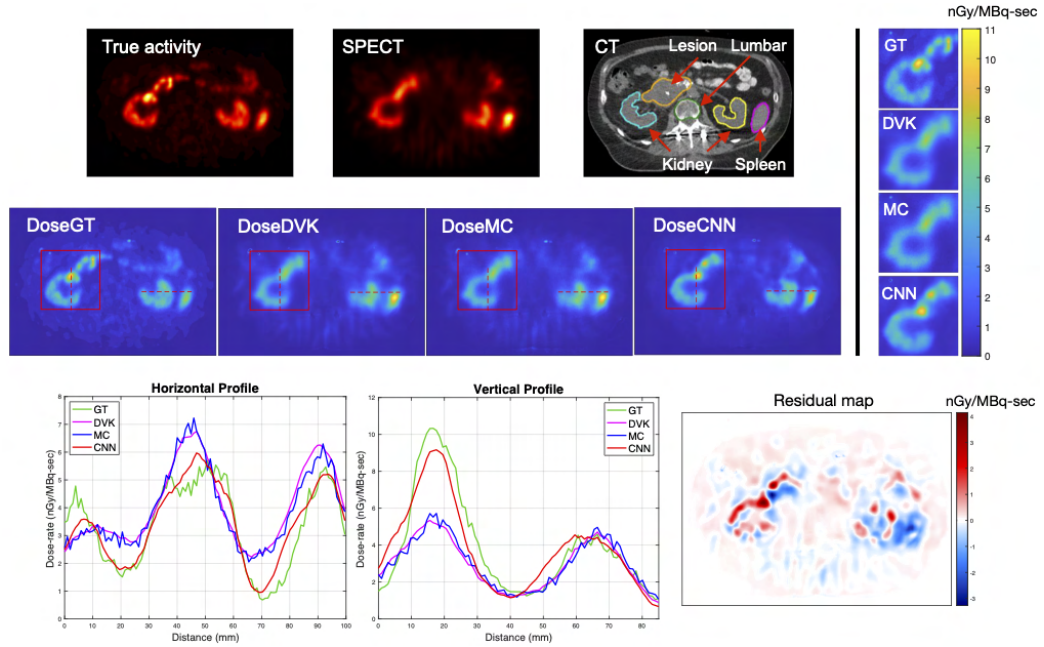 nGy/MBq-sec
True activity
SPECT
CT
Lesion
Lumbar
Kidney
Spleen
GT
DVK
MC
CNN
11
10
9
8
7
6
5
4
3
2
1
0
DoseGT
DoseDVK
DoseMC
DoseCNN
Horizontal Profile
GT
DVK
MC
CNN
Dose-rate (nGy/MBq-sec)
8
7
6
5
4
3
2
1
0
0 10 20 30 40 50 60 70 80 90 100
Distance (mm)
Vertical Profile
GT
DVK
MC
CNN
Dose-rate (nGy/MBq-sec)
12
10
8
6
4
2
0
0 10 20 30 40 50 60 70 80
Distance (mm)
Residual map
nGy/MBq-sec
4
3
2
1
0
-1
-2
-3